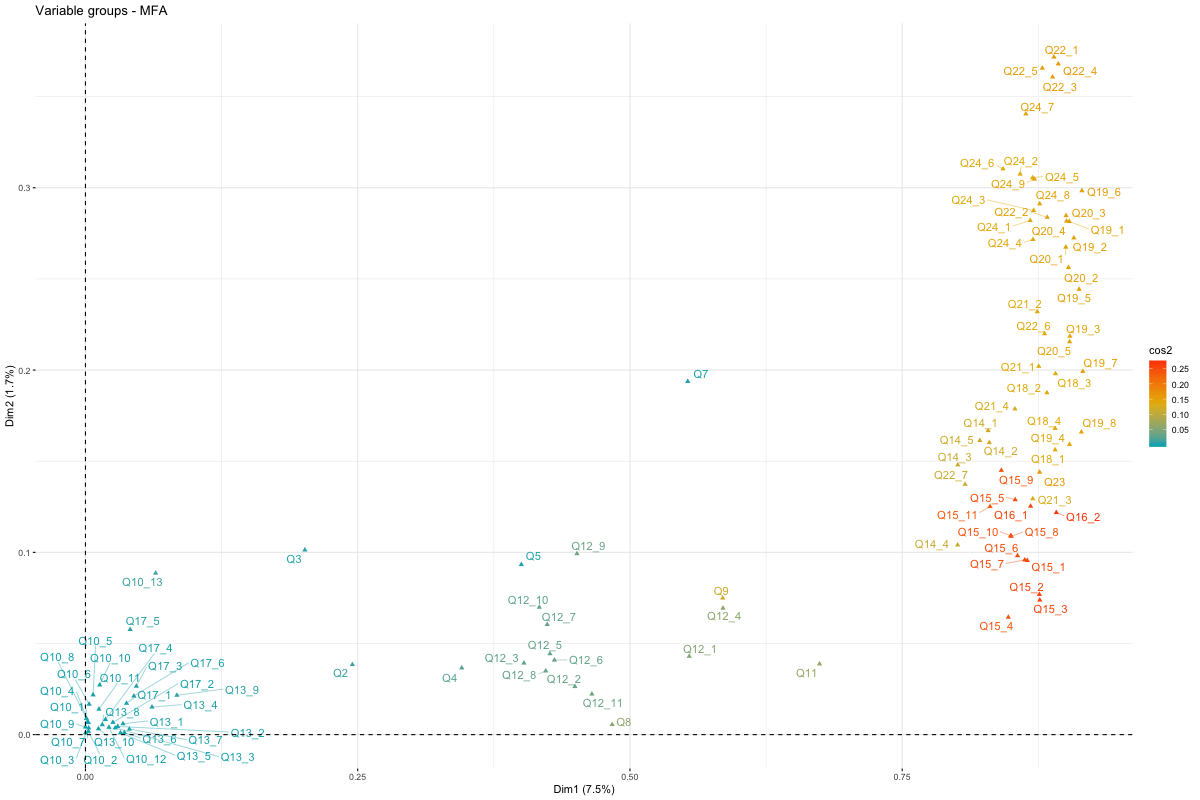 Variable groups - MFA
Q22_1
Q22_5 Q22_4
Q22_3
Q24_7
Q24_6 Q24_2
Q24_9 Q24_5
Q24_3 Q24_8 Q19_6
Q22_2 Q20_3
Q24_1 Q20_4 Q19_1
Q24_4 Q19_2
Q20_1
Q20_2
Q19_5
Q21_2
Q22_6 Q19_3
Q20_5
Q21_1 Q19_7
Q18_2 Q18_3
Q7
Q21_4
Q14_1 Q18_4 Q19_8
Q14_5 Q14_2 Q19_4
Q14_3 Q18_1
Q22_7 Q15_9 Q23
Q15_5 Q21_3
Q15_11 Q16_1 Q16_2
Q15_10 Q15_8
Q14_4 Q15_6
Q15_7 Q15_1
Q15_2
Q15_3
Q15_4
Q3 Q5 Q12_9
Q10_13
Q9
Q12_10 Q12_4
Q12_7
Q17_5
Q10_5 Q17_4 Q12_5 Q12_1
Q10_8 Q10_10 Q17_3 Q17_6 Q12_3 Q12_6
Q10_6 Q10_11 Q17_2 Q2 Q4 Q12_8 Q12_2 Q11
Q10_4 Q17_1 Q13_9
Q10_1 Q13_8 Q13_4 Q12_11
Q10_9 Q13_1 Q13_2 Q8
Q10_7 Q13_10 Q13_6 Q13_7
Q10_3 Q10_2 Q10_12 Q13_5 Q13_3
0.3
0.2
0.1
0.0
Dim2 (1.7%)
0.00 0.25 0.50 0.75
Dim1 (7.5%)
cos2
0.25
0.20
0.15
0.10
0.05